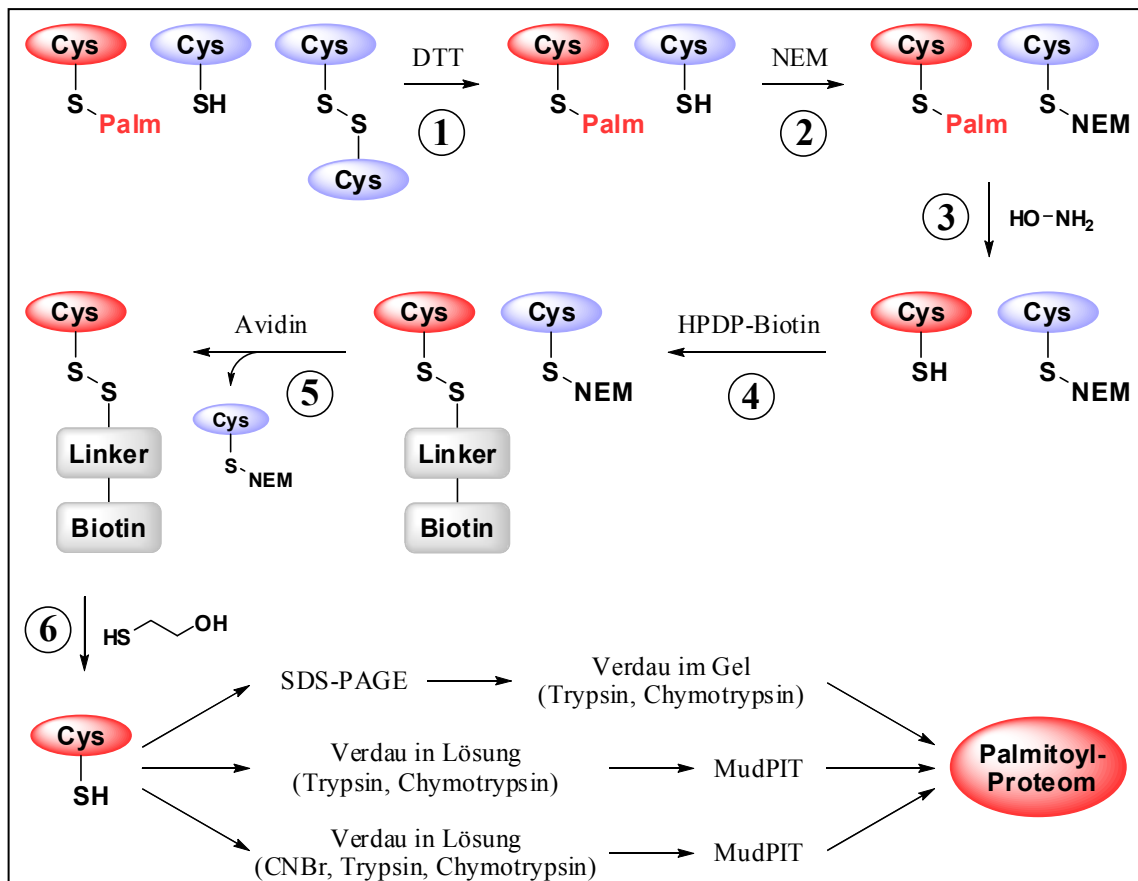 Cys Cys Cys DTT Cys Cys NEM Cys Cys
S SH S S SH S S
Palm S Palm Palm NEM
Cys
1 2
3 HO-NH₂
Cys Avidin Cys Cys HPDP-Biotin Cys Cys
S S S S SH S
S S NEM NEM
5 4
Cys
S NEM
Linker Linker
Biotin Biotin
6 HS OH
SDS-PAGE Verdau im Gel
(Trypsin, Chymotrypsin)
Cys
SH
Verdau in Lösung
(Trypsin, Chymotrypsin) MudPIT
Palmitoyl-
Proteom
Verdau in Lösung
(CNBr, Trypsin, Chymotrypsin) MudPIT